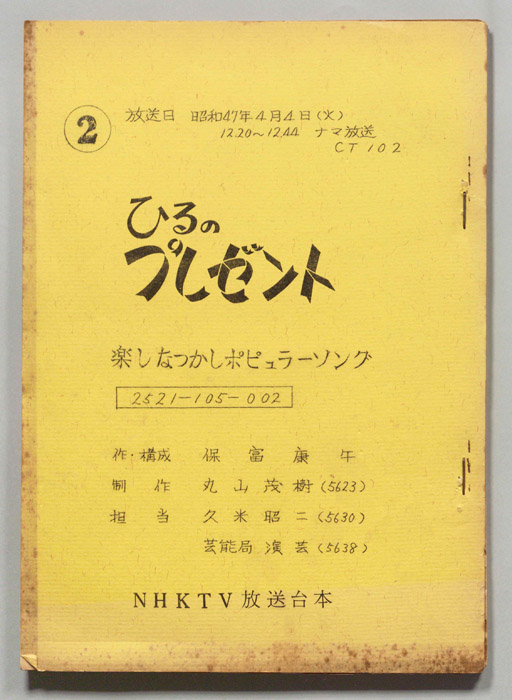 2
放送日 昭和47年4月4日(火)
12.20～12.44 ナマ放送
CT 102
ひるの
プレゼント
楽しなつかしポピュラーソング
2521-105-002
作・構成 保富康午
制作 丸山茂樹(5623)
担当 久米昭二(5630)
芸能局 演芸(5638)
NHKTV放送台本